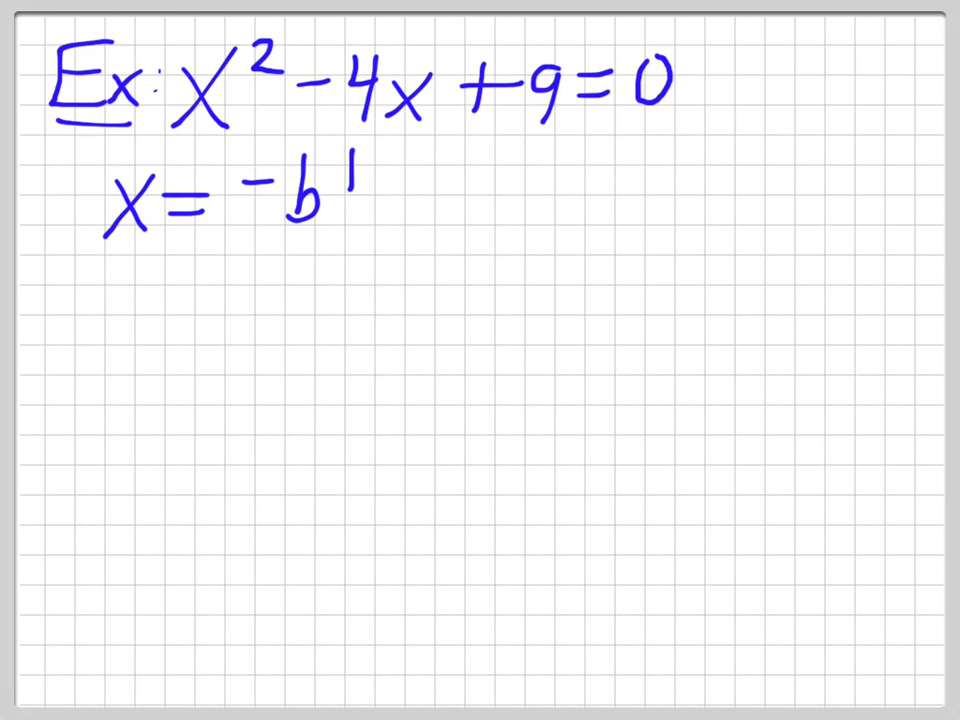 Ex: x² - 4x + 9 = 0
x = -b